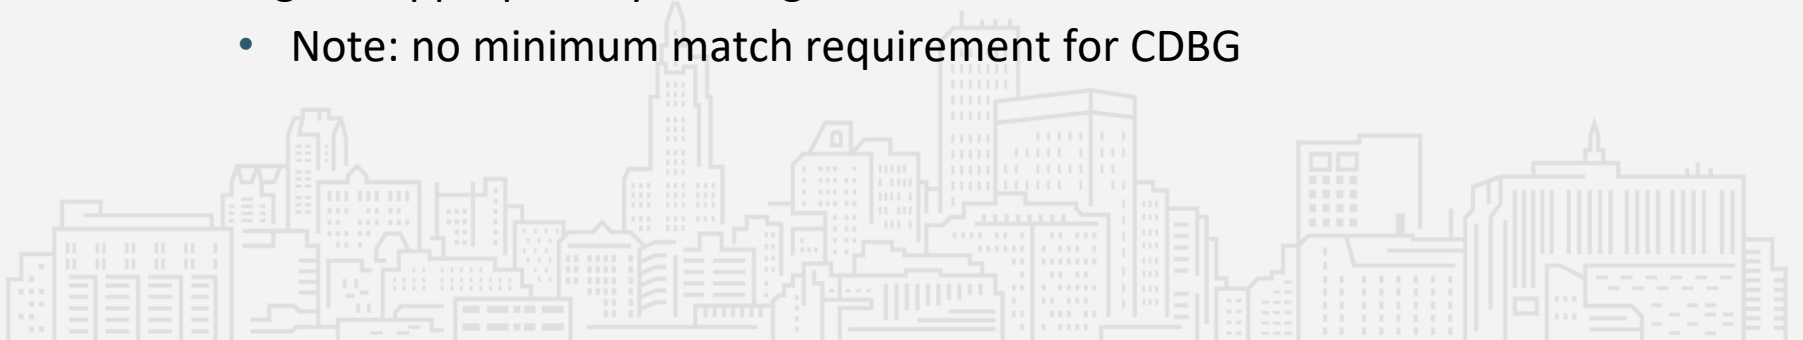 • Note: no minimum match requirement for CDBG